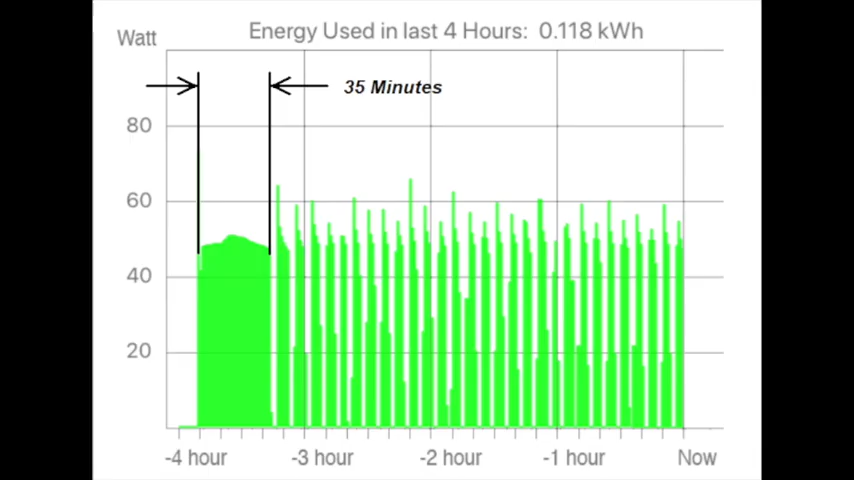 Energy Used in last 4 Hours: 0.118 kWh
Watt
35 Minutes
80
60
40
20
-4 hour -3 hour -2 hour -1 hour Now